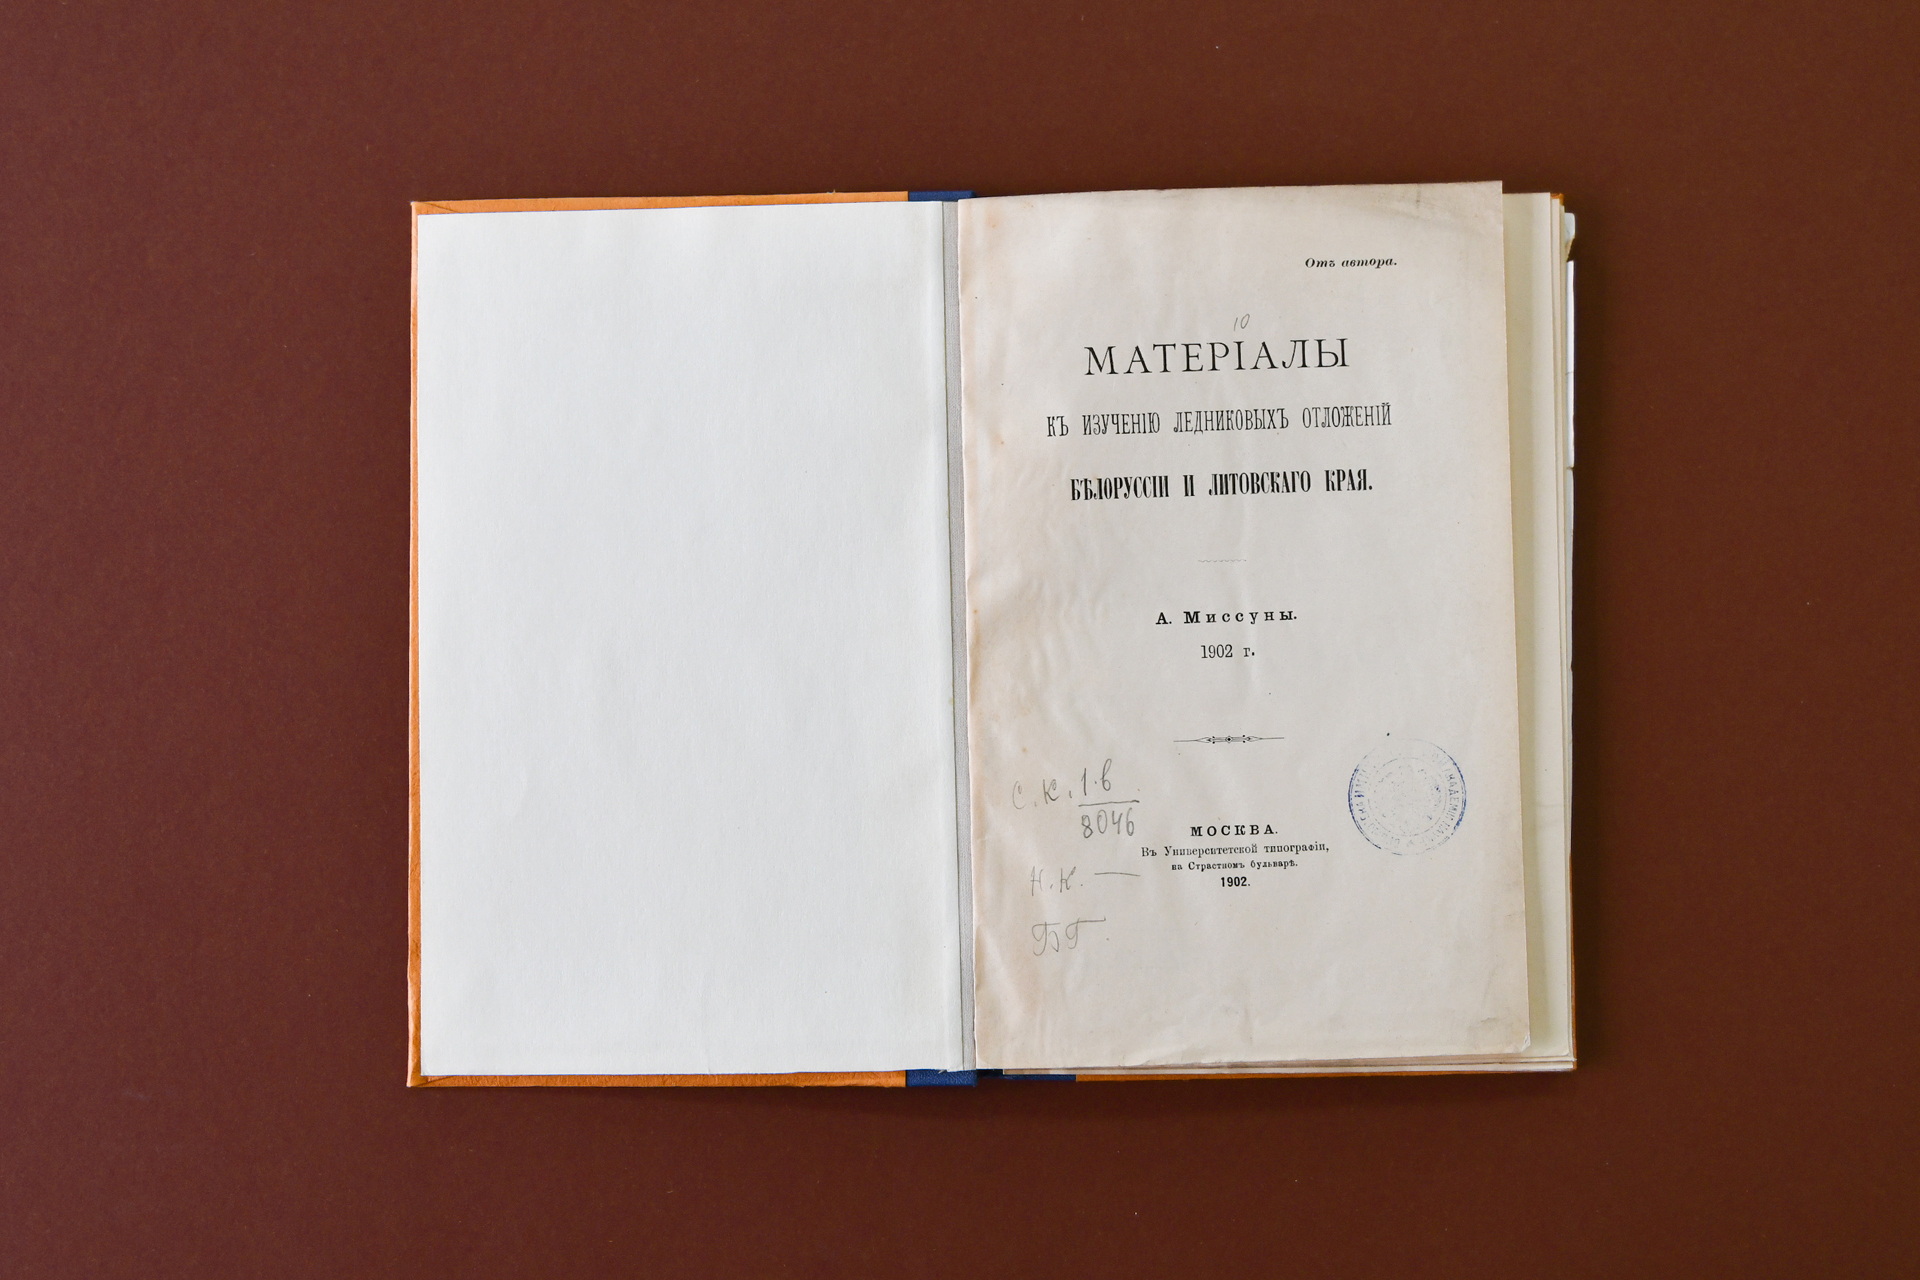 Отъ автора.
10
МАТЕРІАЛЫ
КЪ ИЗУЧЕНІЮ ЛЕДНИКОВЫХЪ ОТЛОЖЕНІЙ
БѢЛОРУССІИ И ЛИТОВСКАГО КРАЯ.
А. Миссуны.
1902 г.
С.К. 1.в
8046
МОСКВА.
Въ Университетской типографіи,
на Страстномъ бульварѣ.
1902.
Н.К. —
БГ.